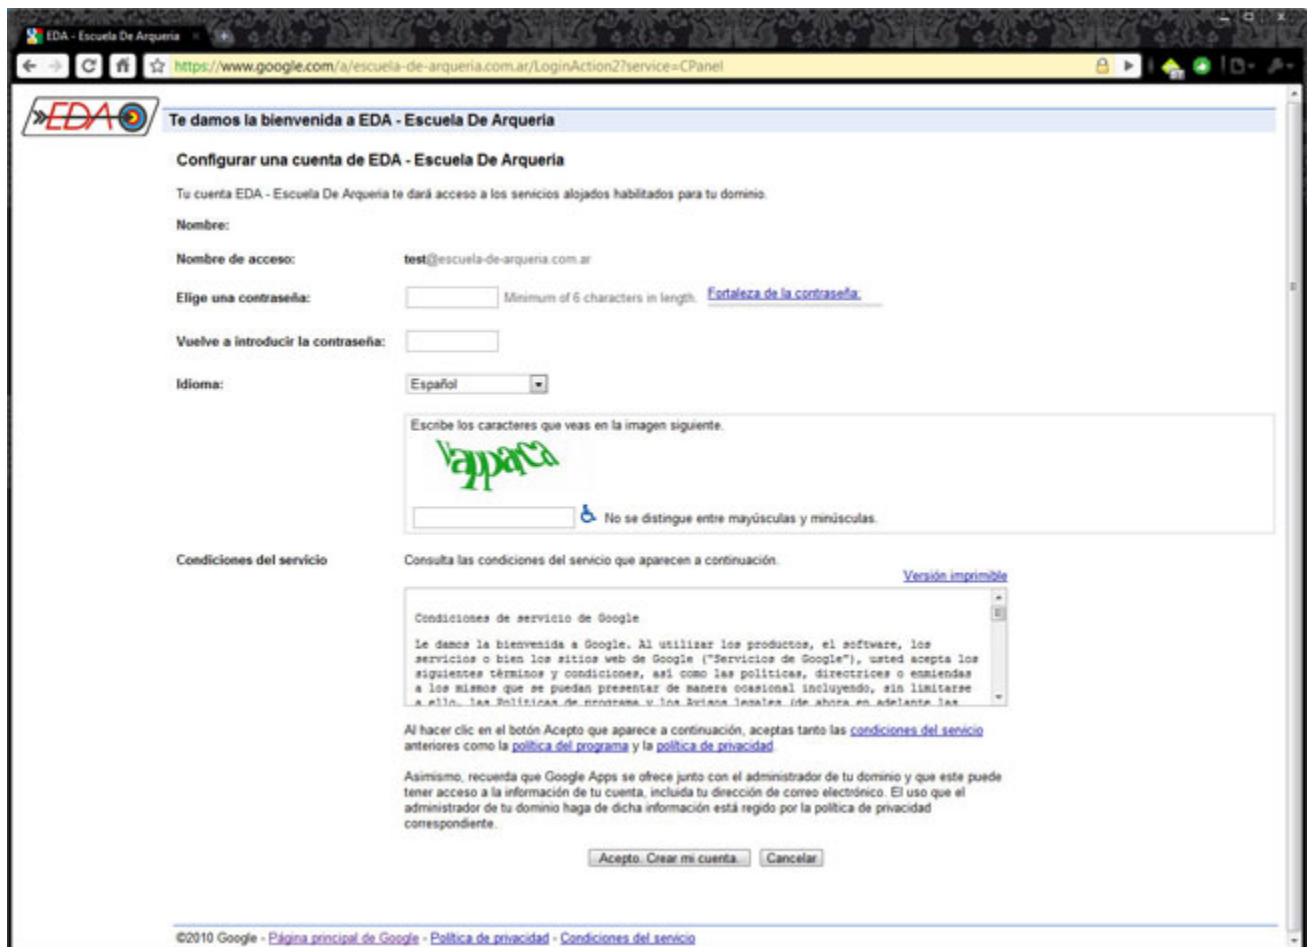 EDA - Escuela De Arqueria
https://www.google.com/a/escuela-de-arqueria.com.ar/LoginAction2?service=CPanel
EDA
Te damos la bienvenida a EDA - Escuela De Arqueria
Configurar una cuenta de EDA - Escuela De Arqueria
Tu cuenta EDA - Escuela De Arqueria te dará acceso a los servicios alojados habilitados para tu dominio.
Nombre:
Nombre de acceso: test@escuela-de-arqueria.com.ar
Elige una contraseña: Minimum of 6 characters in length. Fortaleza de la contraseña:
Vuelve a introducir la contraseña:
Idioma: Español
Escribe los caracteres que veas en la imagen siguiente.
No se distingue entre mayúsculas y minúsculas.
Condiciones del servicio Consulta las condiciones del servicio que aparecen a continuación.
Versión imprimible
Condiciones de servicio de Google
Le damos la bienvenida a Google. Al utilizar los productos, el software, los
servicios o bien los sitios web de Google ("Servicios de Google"), usted acepta los
siguientes términos y condiciones, así como las políticas, directrices o enmiendas
a los mismos que se puedan presentar de manera ocasional incluyendo, sin limitarse
a ello, las Políticas de programa y los Avisos legales (de ahora en adelante las
Al hacer clic en el botón Acepto que aparece a continuación, aceptas tanto las condiciones del servicio
anteriores como la política del programa y la política de privacidad.
Asimismo, recuerda que Google Apps se ofrece junto con el administrador de tu dominio y que este puede
tener acceso a la información de tu cuenta, incluida tu dirección de correo electrónico. El uso que el
administrador de tu dominio haga de dicha información está regido por la política de privacidad
correspondiente.
Acepto. Crear mi cuenta. Cancelar
©2010 Google - Página principal de Google - Política de privacidad - Condiciones del servicio